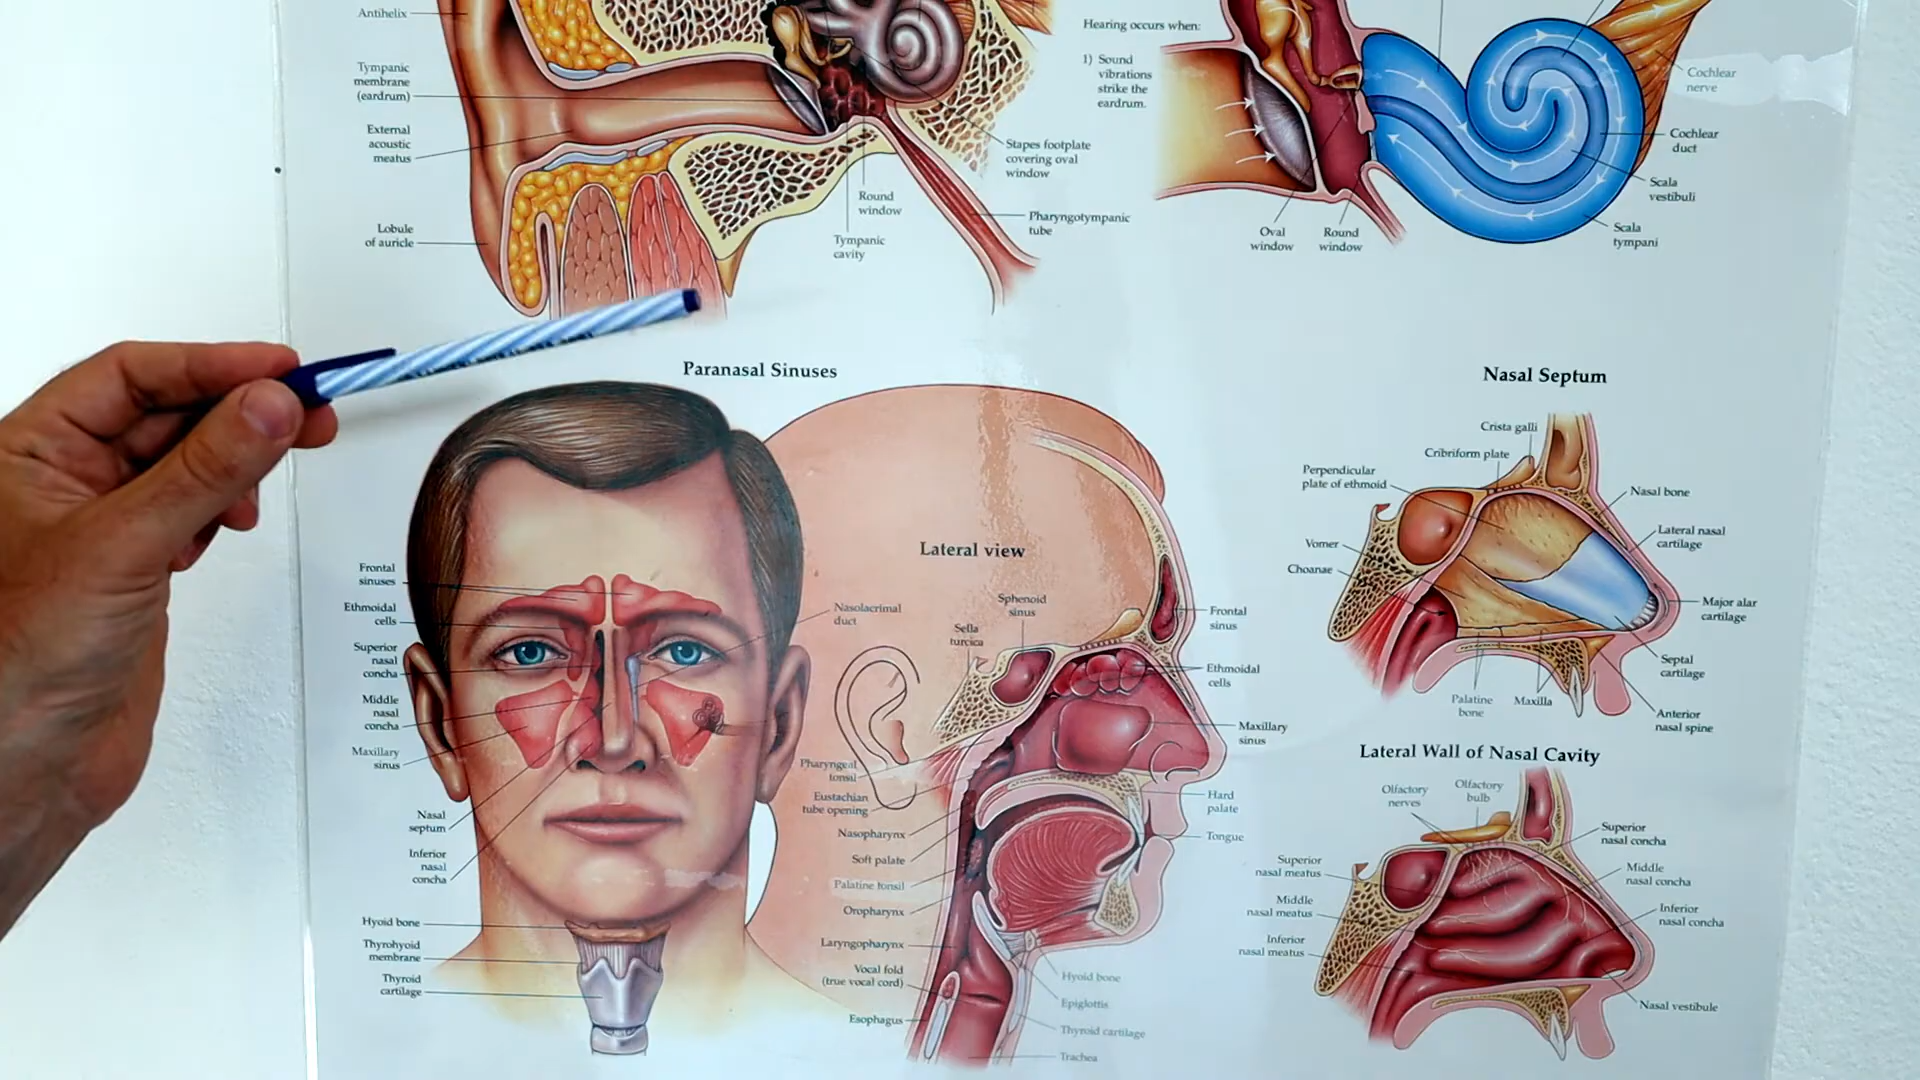 Antihelix
Tympanic
membrane
(eardrum)
External
acoustic
meatus
Lobule
of auricle
Round
window
Tympanic
cavity
Stapes footplate
covering oval
window
Pharyngotympanic
tube
Hearing occurs when:
1) Sound
vibrations
strike the
eardrum.
Oval
window
Round
window
Cochlear
nerve
Cochlear
duct
Scala
vestibuli
Scala
tympani
Paranasal Sinuses
Frontal
sinuses
Ethmoidal
cells
Superior
nasal
concha
Middle
nasal
concha
Maxillary
sinus
Nasal
septum
Inferior
nasal
concha
Hyoid bone
Thyrohyoid
membrane
Thyroid
cartilage
Nasolacrimal
duct
Lateral view
Sphenoid
sinus
Sella
turcica
Frontal
sinus
Ethmoidal
cells
Maxillary
sinus
Pharyngeal
tonsil
Eustachian
tube opening
Nasopharynx
Soft palate
Palatine tonsil
Oropharynx
Laryngopharynx
Vocal fold
(true vocal cord)
Esophagus
Hard
palate
Tongue
Hyoid bone
Epiglottis
Thyroid cartilage
Trachea
Nasal Septum
Crista galli
Cribriform plate
Perpendicular
plate of ethmoid
Vomer
Choanae
Nasal bone
Lateral nasal
cartilage
Major alar
cartilage
Septal
cartilage
Anterior
nasal spine
Palatine
bone
Maxilla
Lateral Wall of Nasal Cavity
Olfactory
nerves
Olfactory
bulb
Superior
nasal concha
Middle
nasal concha
Inferior
nasal concha
Superior
nasal meatus
Middle
nasal meatus
Inferior
nasal meatus
Nasal vestibule